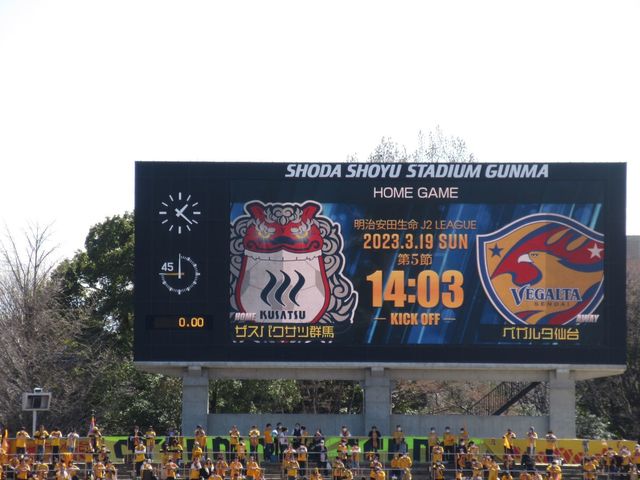 SHODA SHOYU STADIUM GUNMA
HOME GAME
明治安田生命 J2 LEAGUE
2023.3.19 SUN
第5節
14:03
KICK OFF
45
0.00
KUSATSU
HOME
ザスパクサツ群馬
VEGALTA
SENDAI
AWAY
ベガルタ仙台